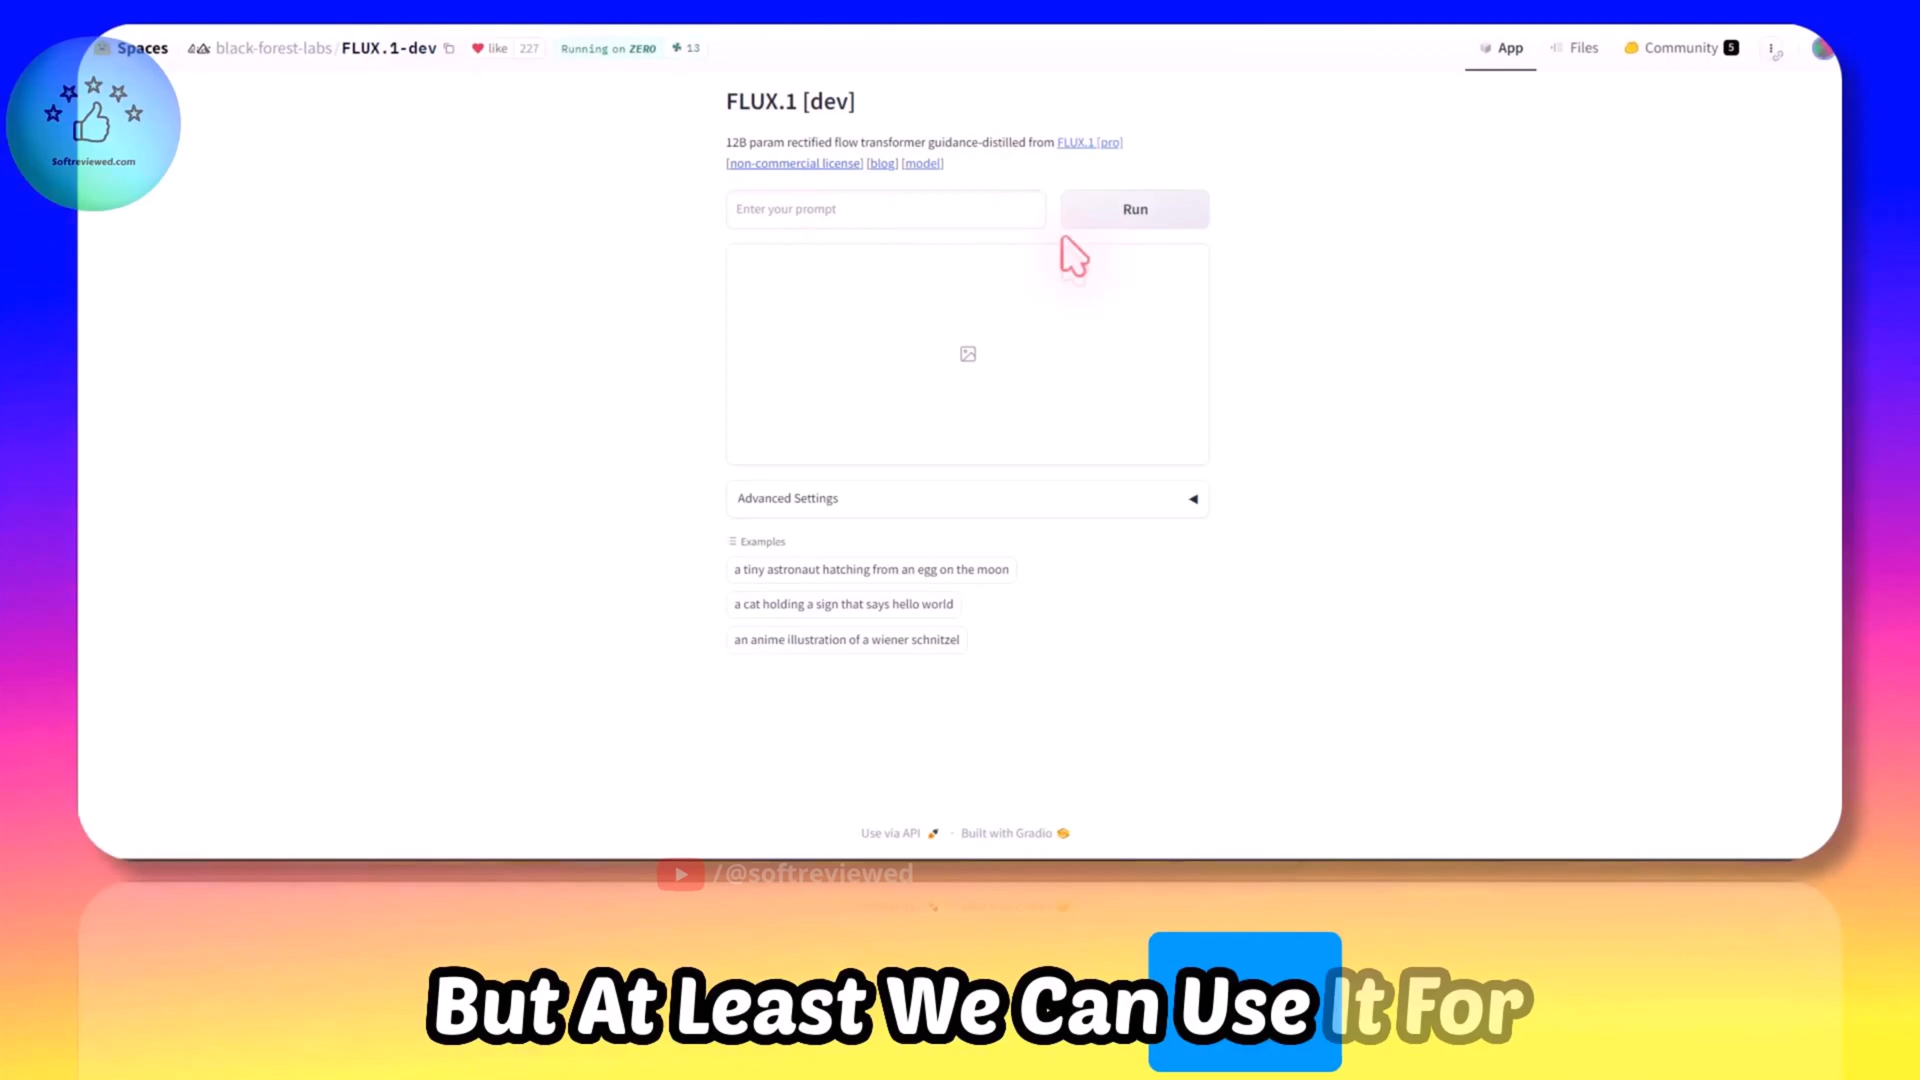 Spaces black-forest-labs/FLUX.1-dev like 227 Running on ZERO 13 App Files Community 5
Softreviewed.com
FLUX.1 [dev]
12B param rectified flow transformer guidance-distilled from FLUX.1 [pro]
[non-commercial license] [blog] [model]
Enter your prompt Run
Advanced Settings
Examples
a tiny astronaut hatching from an egg on the moon
a cat holding a sign that says hello world
an anime illustration of a wiener schnitzel
Use via API · Built with Gradio
/@softreviewed
But At Least We Can Use It For